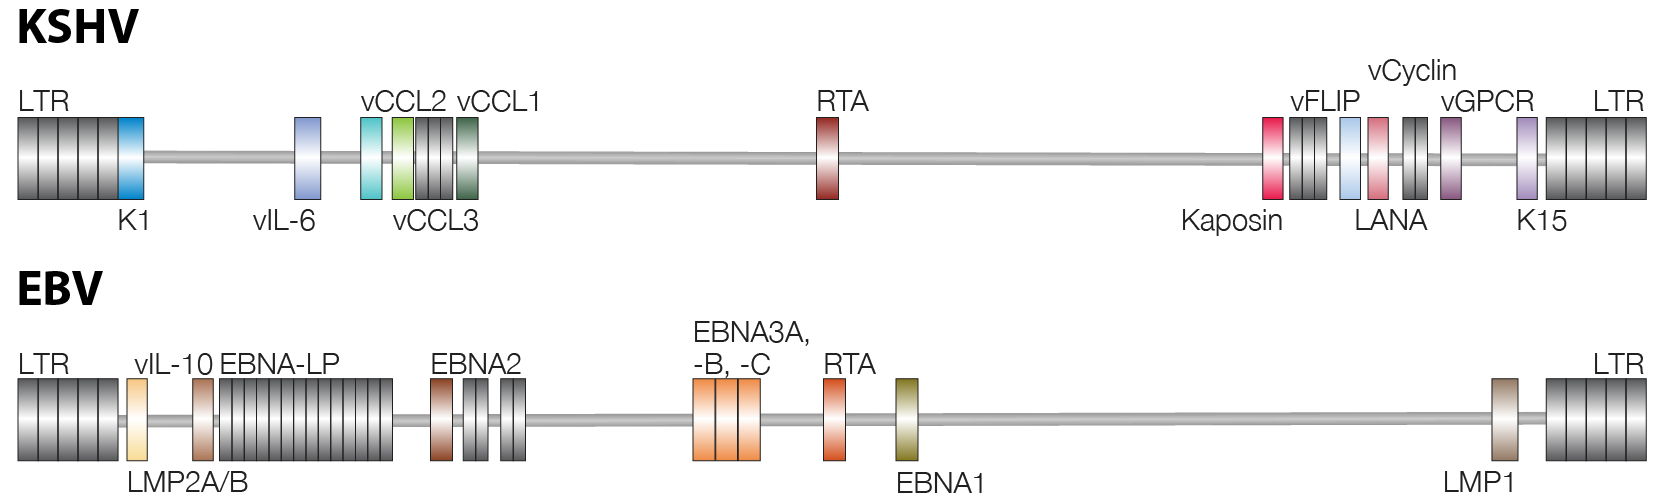 KSHV
vCyclin
LTR vCCL2 vCCL1 RTA vFLIP vGPCR LTR
K1 vIL-6 vCCL3 Kaposin LANA K15
EBV
EBNA3A,
LTR vIL-10 EBNA-LP EBNA2 -B, -C RTA LTR
LMP2A/B EBNA1 LMP1